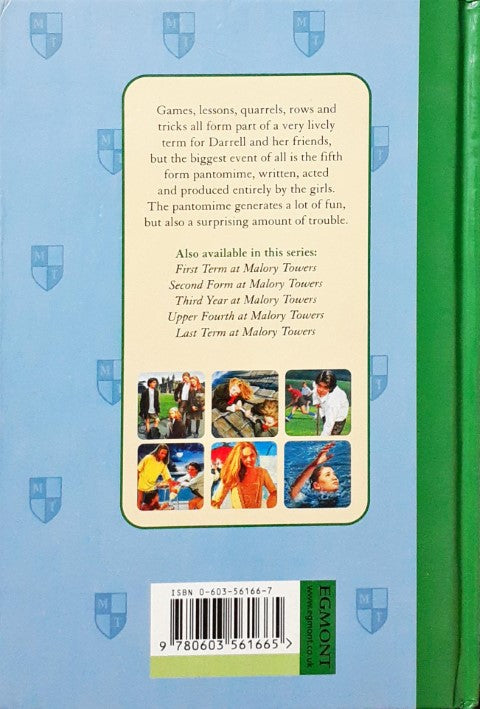 M T
M T
M T
M T
M T
M T
Games, lessons, quarrels, rows and
tricks all form part of a very lively
term for Darrell and her friends,
but the biggest event of all is the fifth
form pantomime, written, acted
and produced entirely by the girls.
The pantomime generates a lot of fun,
but also a surprising amount of trouble.
Also available in this series:
First Term at Malory Towers
Second Form at Malory Towers
Third Year at Malory Towers
Upper Fourth at Malory Towers
Last Term at Malory Towers
M T
M T
M T
ISBN 0-603-56166-7
9 780603 561665 >
EGMONT
www.egmont.co.uk
M T
M T